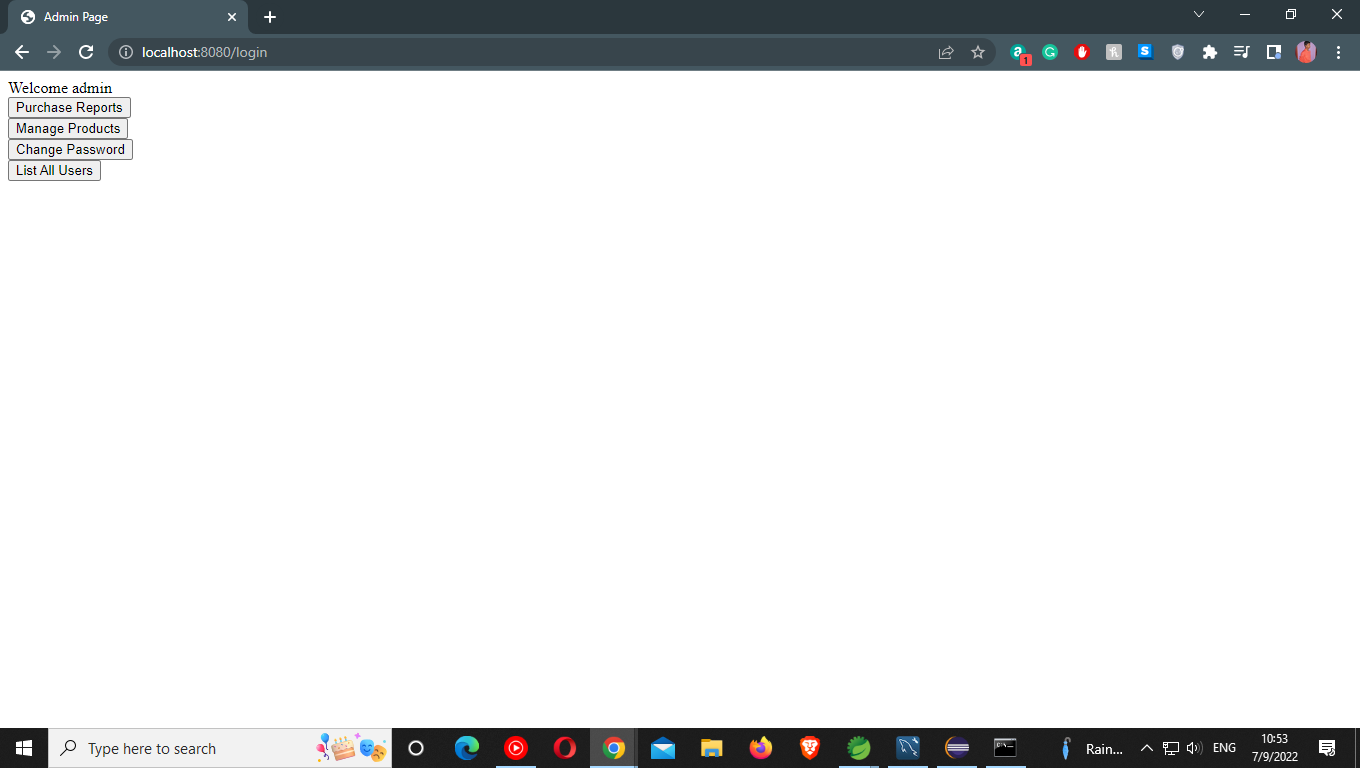 Admin Page
localhost:8080/login
1
Welcome admin
Purchase Reports
Manage Products
Change Password
List All Users
Type here to search
Rain...
ENG
10:53
7/9/2022